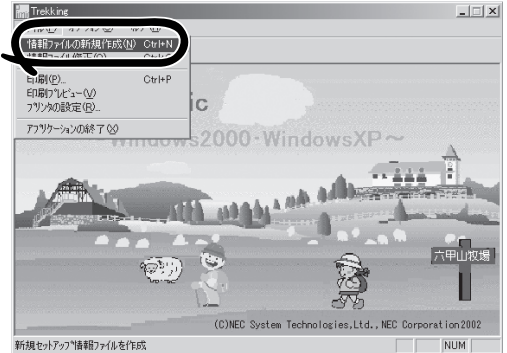 Trekking
情報ファイルの新規作成(N) Ctrl+N
印刷(P)... Ctrl+P
印刷プレビュー(V)
プリンタの設定(R)...
アプリケーションの終了(X)
ic
Windows2000・WindowsXP～
六甲山牧場
(C)NEC System Technologies,Ltd., NEC Corporation2002
新規セットアップ情報ファイルを作成
NUM